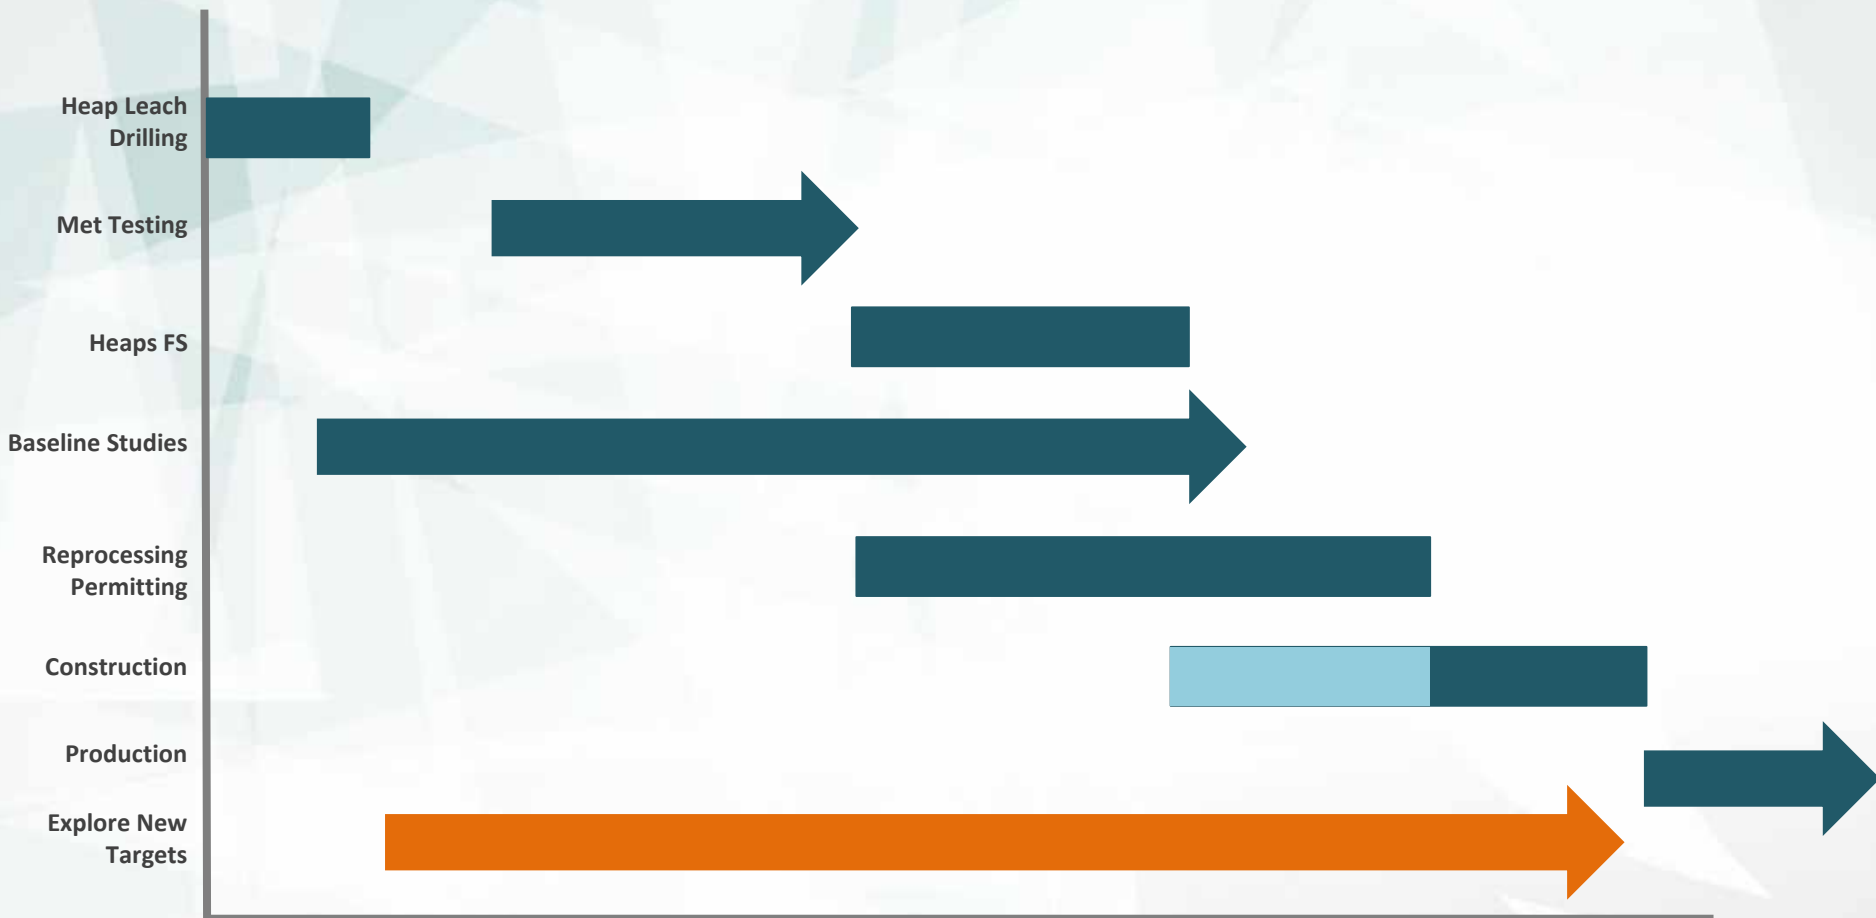 Heap Leach
Drilling
Met Testing
Heaps FS
Baseline Studies
Reprocessing
Permitting
Construction
Production
Explore New
Targets